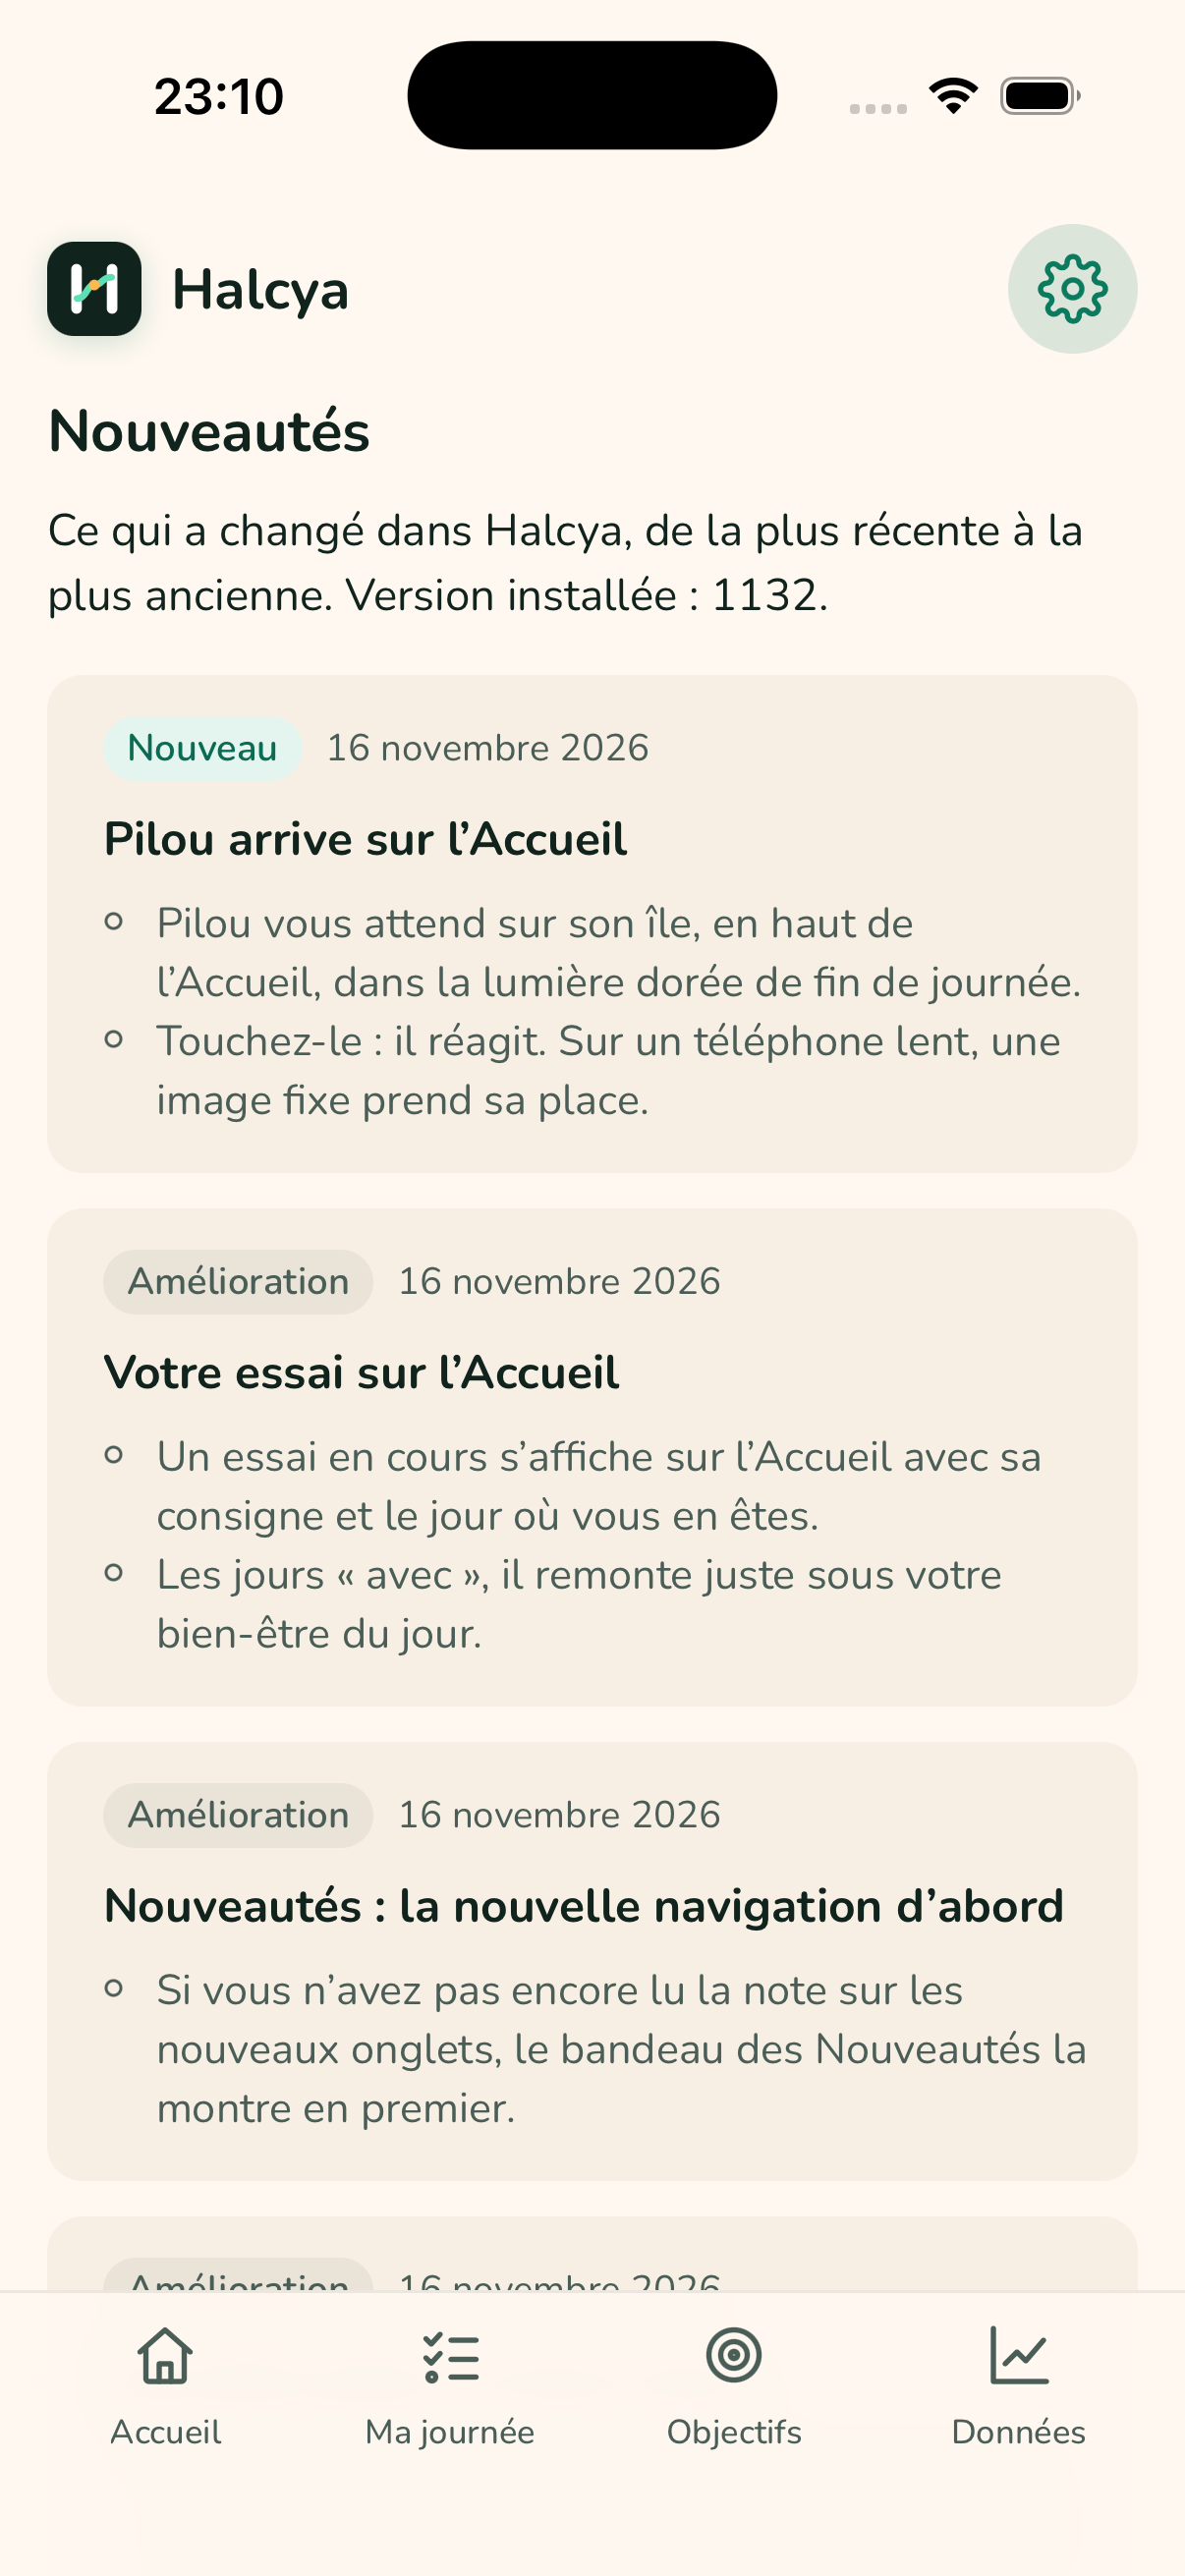 23:10
Halcya
Nouveautés
Ce qui a changé dans Halcya, de la plus récente à la
plus ancienne. Version installée : 1132.
Nouveau 16 novembre 2026
Pilou arrive sur l’Accueil
Pilou vous attend sur son île, en haut de
l’Accueil, dans la lumière dorée de fin de journée.
Touchez-le : il réagit. Sur un téléphone lent, une
image fixe prend sa place.
Amélioration 16 novembre 2026
Votre essai sur l’Accueil
Un essai en cours s’affiche sur l’Accueil avec sa
consigne et le jour où vous en êtes.
Les jours « avec », il remonte juste sous votre
bien-être du jour.
Amélioration 16 novembre 2026
Nouveautés : la nouvelle navigation d’abord
Si vous n’avez pas encore lu la note sur les
nouveaux onglets, le bandeau des Nouveautés la
montre en premier.
Amélioration 16 novembre 2026
Accueil Ma journée Objectifs Données